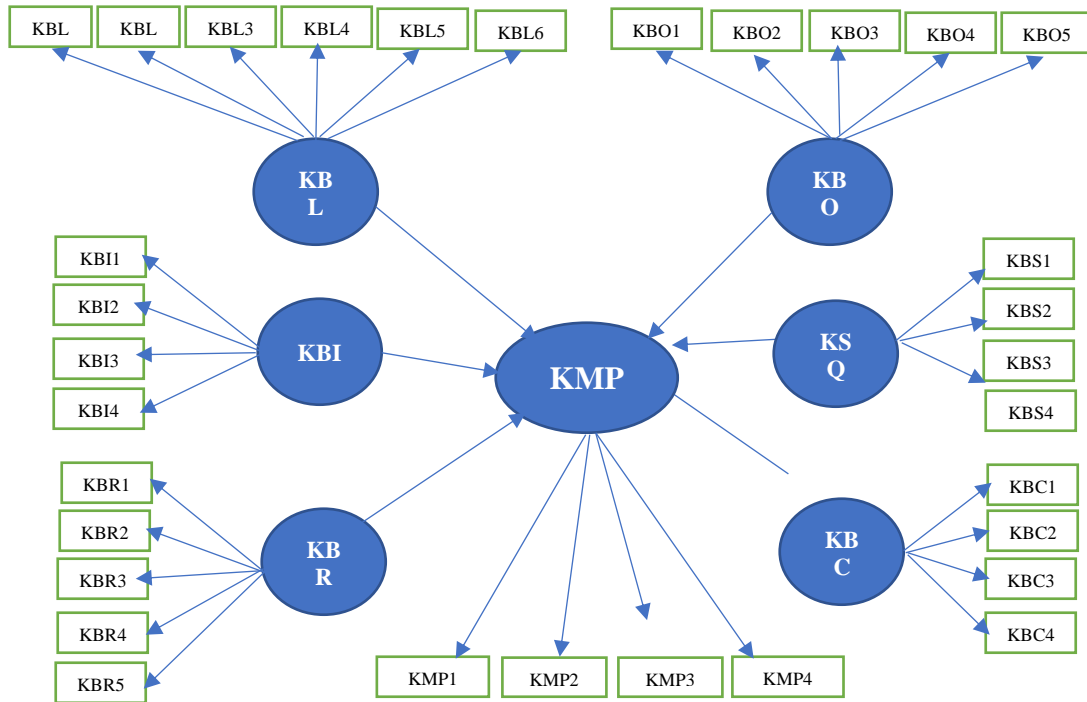 KBL
KBL
KBL3
KBL4
KBL5
KBL6
KBO1
KBO2
KBO3
KBO4
KBO5
KB
L
KB
O
KBI1
KBI2
KBI3
KBI4
KBI
KMP
KS
Q
KBS1
KBS2
KBS3
KBS4
KBR1
KBR2
KBR3
KBR4
KBR5
KB
R
KB
C
KBC1
KBC2
KBC3
KBC4
KMP1
KMP2
KMP3
KMP4